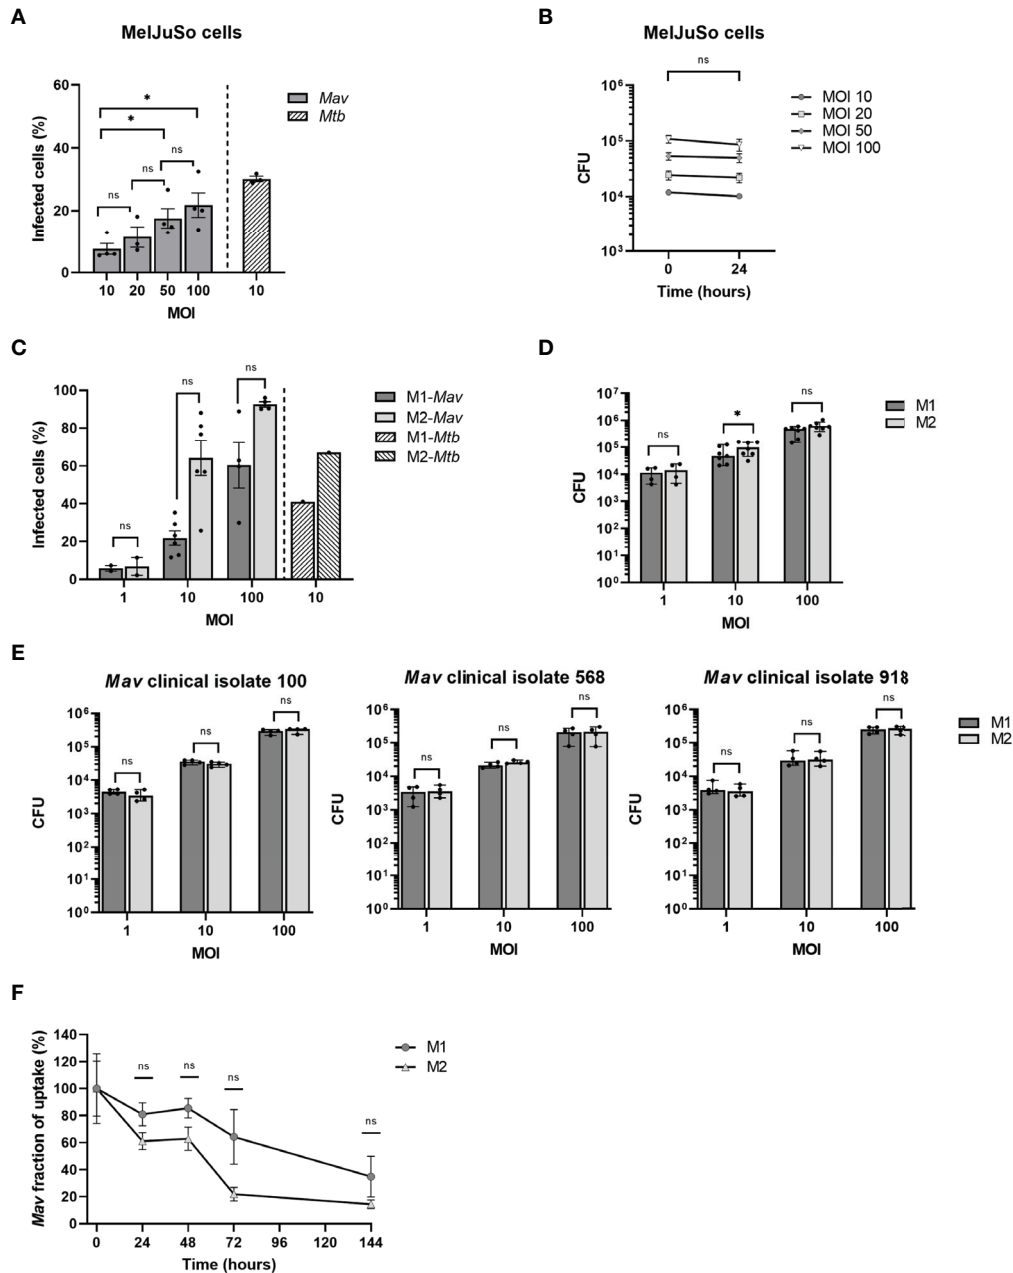 A
MelJuSo cells
60
40
20
0
Infected cells (%)
*
*
ns
ns
ns
10 20 50 100 10
MOI
Mav
Mtb
B
MelJuSo cells
ns
10⁶
10⁵
10⁴
10³
CFU
0 24
Time (hours)
MOI 10
MOI 20
MOI 50
MOI 100
C
100
80
60
40
20
0
Infected cells (%)
ns
ns
ns
1 10 100 10
MOI
M1-Mav
M2-Mav
M1-Mtb
M2-Mtb
D
10⁷
10⁶
10⁵
10⁴
10³
10²
10¹
10⁰
CFU
ns
*
ns
1 10 100
MOI
M1
M2
E
Mav clinical isolate 100
10⁶
10⁵
10⁴
10³
10²
10¹
10⁰
CFU
ns
ns
ns
1 10 100
MOI
Mav clinical isolate 568
10⁶
10⁵
10⁴
10³
10²
10¹
10⁰
CFU
ns
ns
ns
1 10 100
MOI
Mav clinical isolate 918
10⁶
10⁵
10⁴
10³
10²
10¹
10⁰
CFU
ns
ns
ns
1 10 100
MOI
M1
M2
F
140
120
100
80
60
40
20
0
Mav fraction of uptake (%)
ns
ns
ns
ns
0 24 48 72 96 120 144
Time (hours)
M1
M2